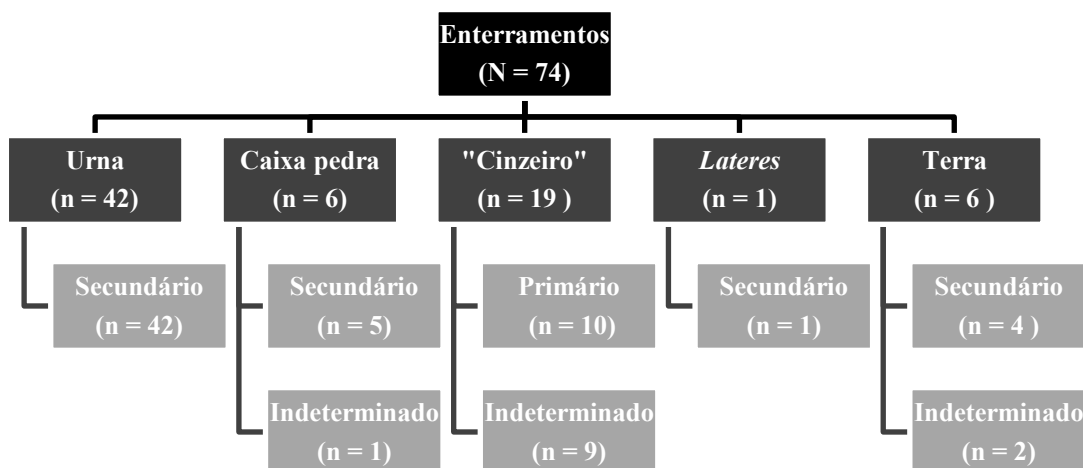 Enterramentos
(N = 74)
Urna
(n = 42)
Caixa pedra
(n = 6)
"Cinzeiro"
(n = 19 )
Lateres
(n = 1)
Terra
(n = 6 )
Secundário
(n = 42)
Secundário
(n = 5)
Primário
(n = 10)
Secundário
(n = 1)
Secundário
(n = 4 )
Indeterminado
(n = 1)
Indeterminado
(n = 9)
Indeterminado
(n = 2)